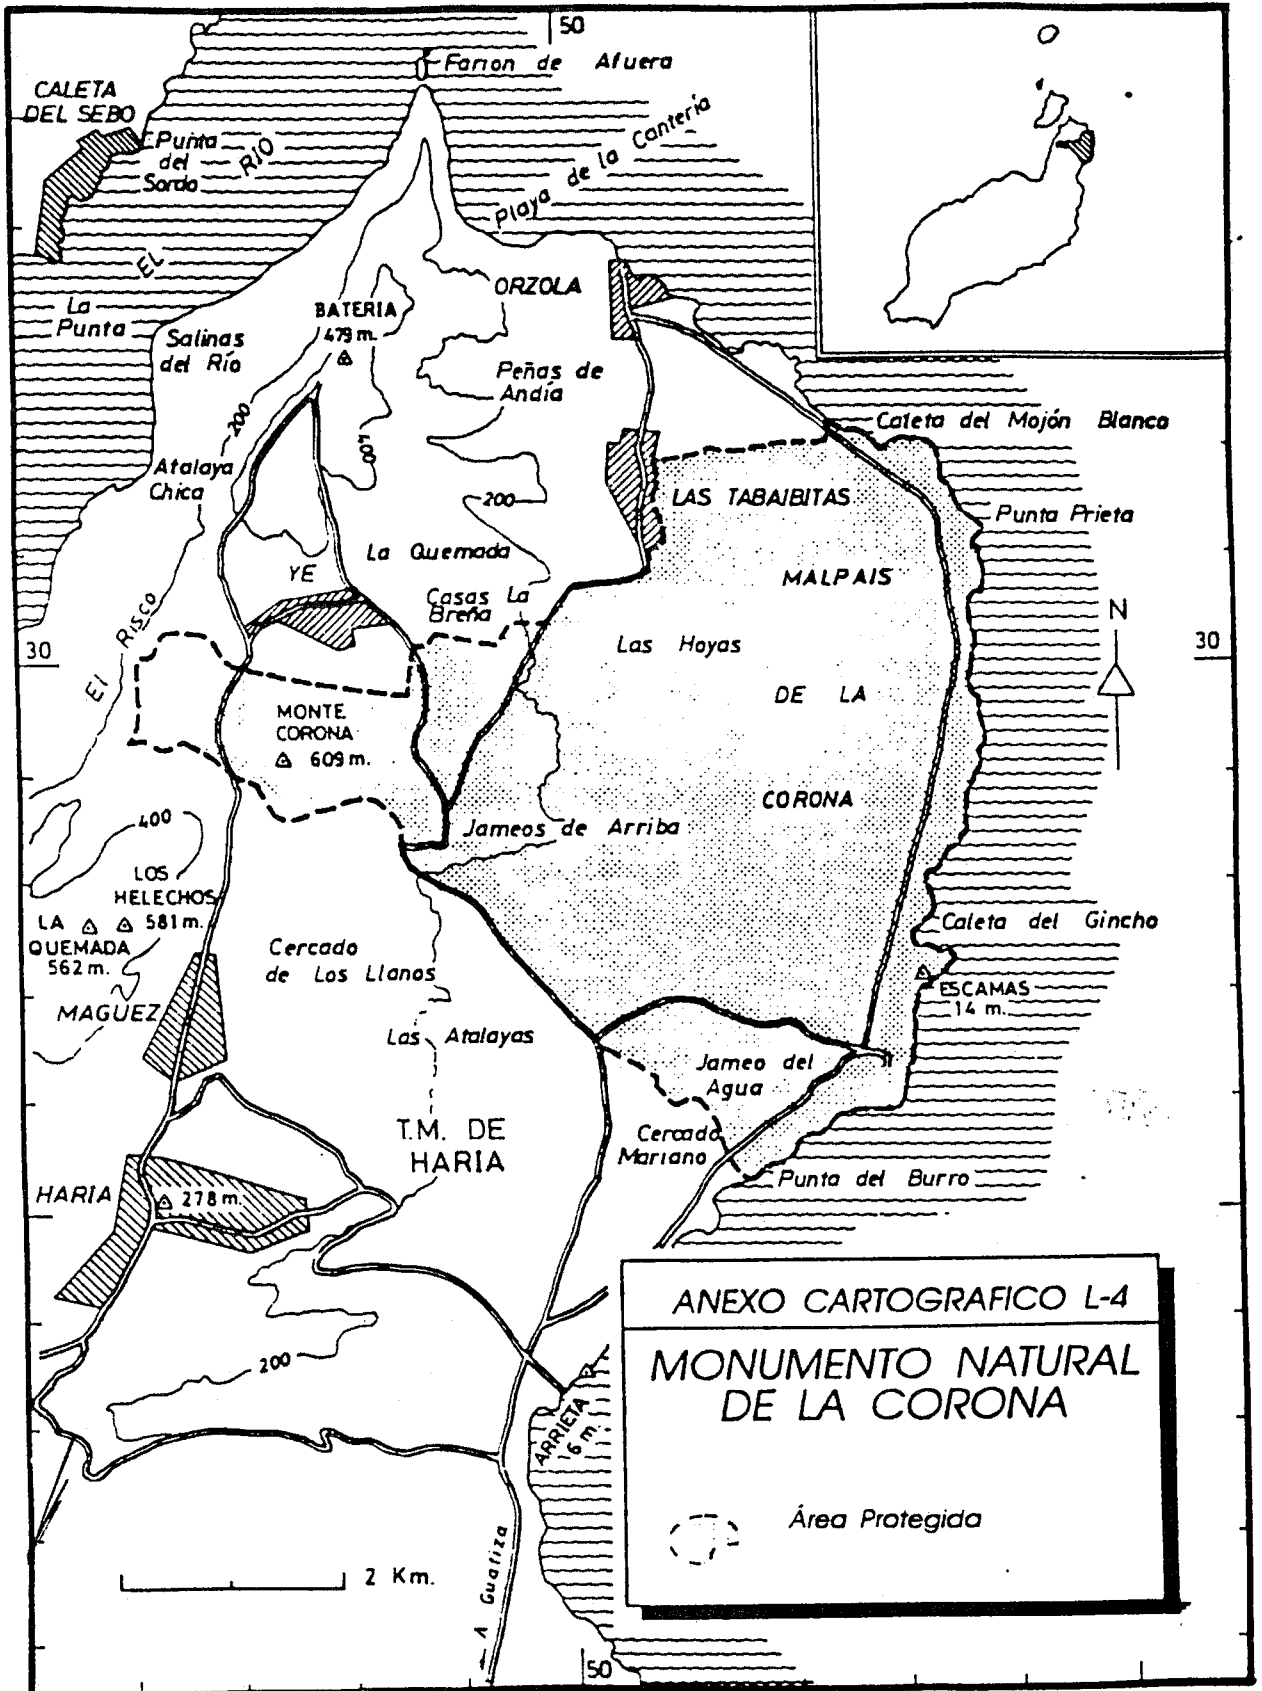 50
Farion de Afuera
CALETA
DEL SEBO
Punta
del
Sordo
EL RIO
Playa de la Cantería
ORZOLA
La
Punta
BATERIA
479 m.
Salinas
del Río
Peñas de
Andía
200
400
Caleta del Mojón Blanco
Atalaya
Chica
200
LAS TABAIBITAS
Punta Prieta
La Quemada
YE
MALPAIS
Casas La
Breña
N
El Risco
Las Hoyas
30
30
DE LA
MONTE
CORONA
609 m.
CORONA
400
Jameos de Arriba
LOS
HELECHOS
581 m.
LA
QUEMADA
562 m.
Caleta del Gincho
Cercado
de Los Llanos
ESCAMAS
14 m.
MAGUEZ
Las Atalayas
Jameo del
Agua
T.M. DE
HARIA
Cercado
Mariano
Punta del Burro
HARIA
278 m.
200
ARRIETA
6 m.
A Guatiza
2 Km.
50
ANEXO CARTOGRAFICO L-4
MONUMENTO NATURAL
DE LA CORONA
Área Protegida